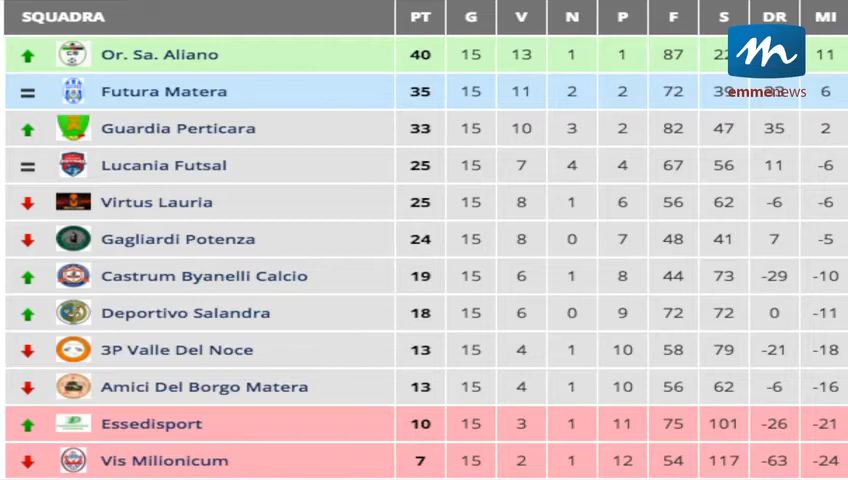 SQUADRA PT G V N P F S DR MI
Or. Sa. Aliano 40 15 13 1 1 87 11
Futura Matera 35 15 11 2 2 72 39 33 6
emmenews
Guardia Perticara 33 15 10 3 2 82 47 35 2
Lucania Futsal 25 15 7 4 4 67 56 11 -6
Virtus Lauria 25 15 8 1 6 56 62 -6 -6
Gagliardi Potenza 24 15 8 0 7 48 41 7 -5
Castrum Byanelli Calcio 19 15 6 1 8 44 73 -29 -10
Deportivo Salandra 18 15 6 0 9 72 72 0 -11
3P Valle Del Noce 13 15 4 1 10 58 79 -21 -18
Amici Del Borgo Matera 13 15 4 1 10 56 62 -6 -16
Essedisport 10 15 3 1 11 75 101 -26 -21
Vis Milionicum 7 15 2 1 12 54 117 -63 -24